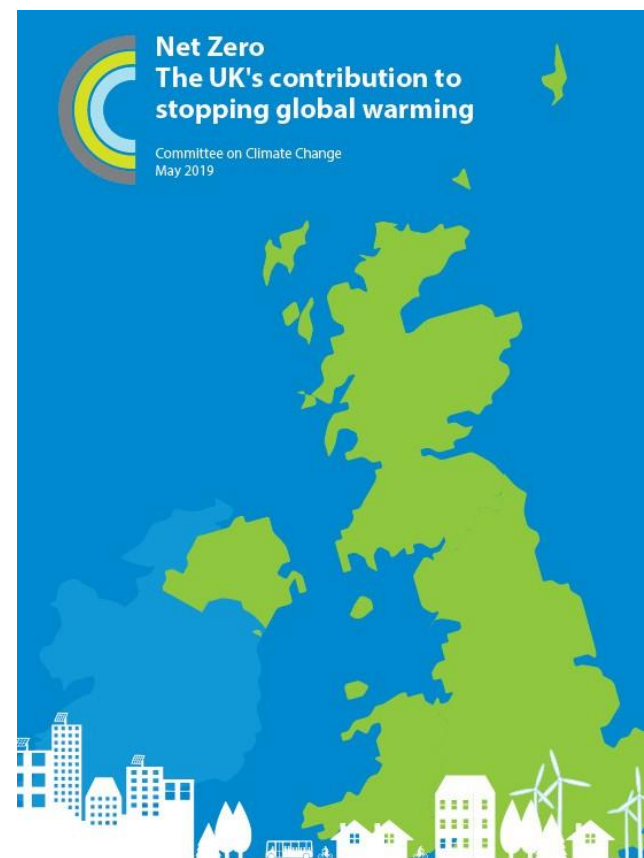 Net Zero
The UK's contribution to
stopping global warming
Committee on Climate Change
May 2019